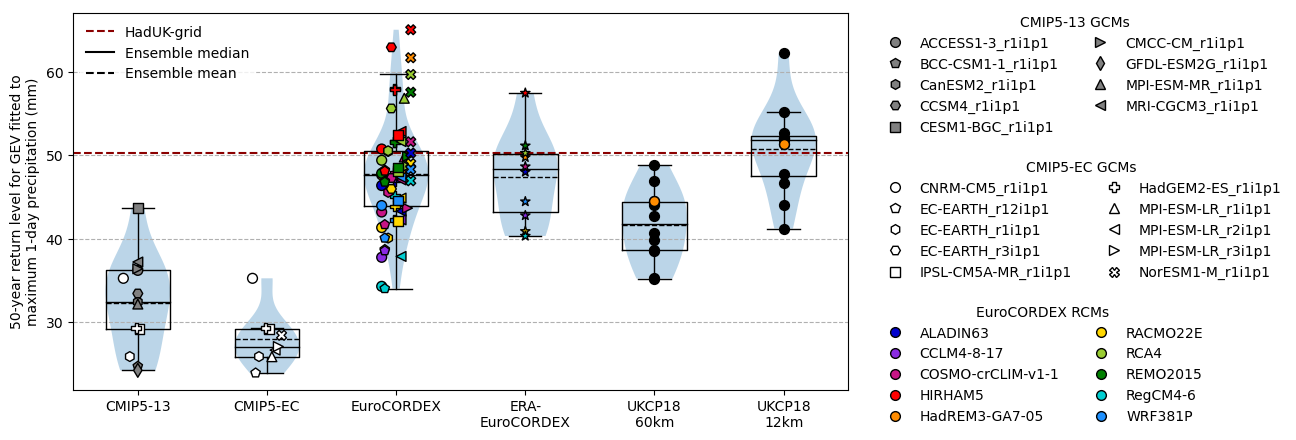 50-year return level for GEV fitted to
maximum 1-day precipitation (mm)
60
50
40
30
HadUK-grid
Ensemble median
Ensemble mean
CMIP5-13
CMIP5-EC
EuroCORDEX
ERA-
EuroCORDEX
UKCP18
60km
UKCP18
12km
CMIP5-13 GCMs
ACCESS1-3_r1i1p1
BCC-CSM1-1_r1i1p1
CanESM2_r1i1p1
CCSM4_r1i1p1
CESM1-BGC_r1i1p1
CMCC-CM_r1i1p1
GFDL-ESM2G_r1i1p1
MPI-ESM-MR_r1i1p1
MRI-CGCM3_r1i1p1
CMIP5-EC GCMs
CNRM-CM5_r1i1p1
EC-EARTH_r12i1p1
EC-EARTH_r1i1p1
EC-EARTH_r3i1p1
IPSL-CM5A-MR_r1i1p1
HadGEM2-ES_r1i1p1
MPI-ESM-LR_r1i1p1
MPI-ESM-LR_r2i1p1
MPI-ESM-LR_r3i1p1
NorESM1-M_r1i1p1
EuroCORDEX RCMs
ALADIN63
CCLM4-8-17
COSMO-crCLIM-v1-1
HIRHAM5
HadREM3-GA7-05
RACMO22E
RCA4
REMO2015
RegCM4-6
WRF381P